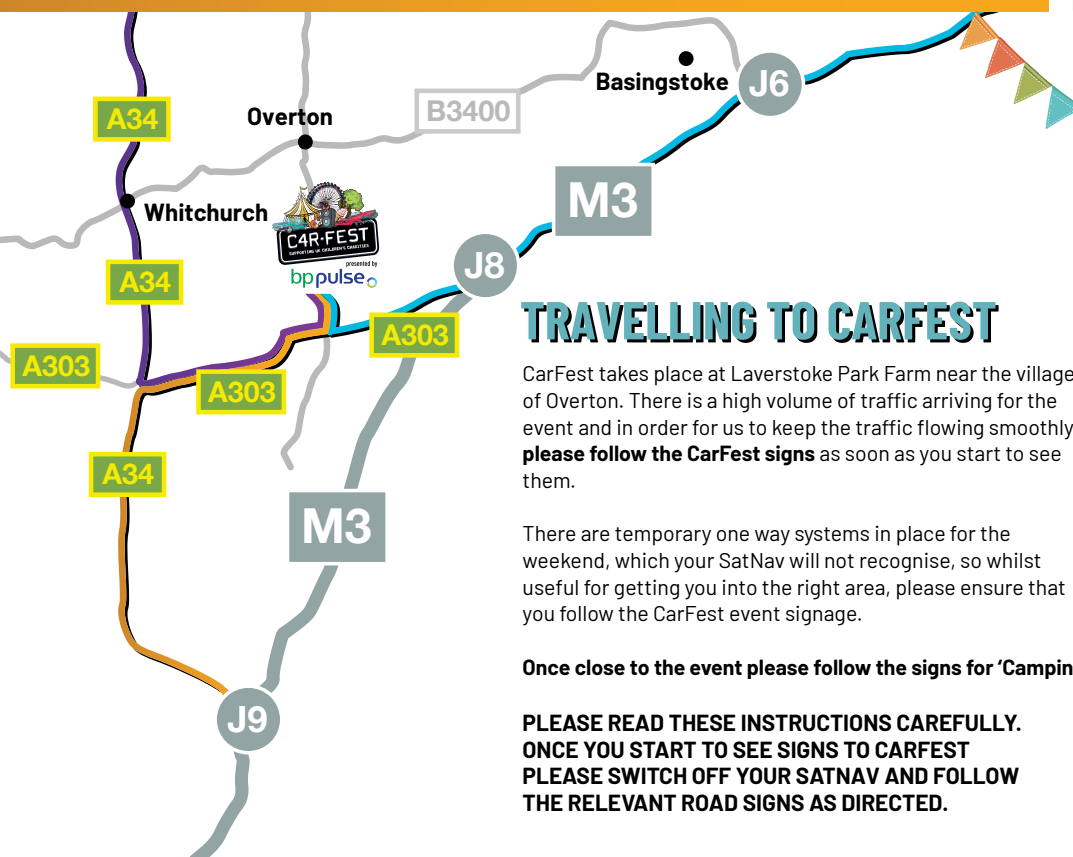 A34
Overton
B3400
Basingstoke
J6
Whitchurch
M3
C4R·FEST
SUPPORTING UK CHILDREN'S CHARITIES
presented by
bp pulse
A34
J8
A303
A303
A303
A34
M3
J9
TRAVELLING TO CARFEST
CarFest takes place at Laverstoke Park Farm near the village
of Overton. There is a high volume of traffic arriving for the
event and in order for us to keep the traffic flowing smoothly
please follow the CarFest signs as soon as you start to see
them.
There are temporary one way systems in place for the
weekend, which your SatNav will not recognise, so whilst
useful for getting you into the right area, please ensure that
you follow the CarFest event signage.
Once close to the event please follow the signs for ‘Campin
PLEASE READ THESE INSTRUCTIONS CAREFULLY.
ONCE YOU START TO SEE SIGNS TO CARFEST
PLEASE SWITCH OFF YOUR SATNAV AND FOLLOW
THE RELEVANT ROAD SIGNS AS DIRECTED.